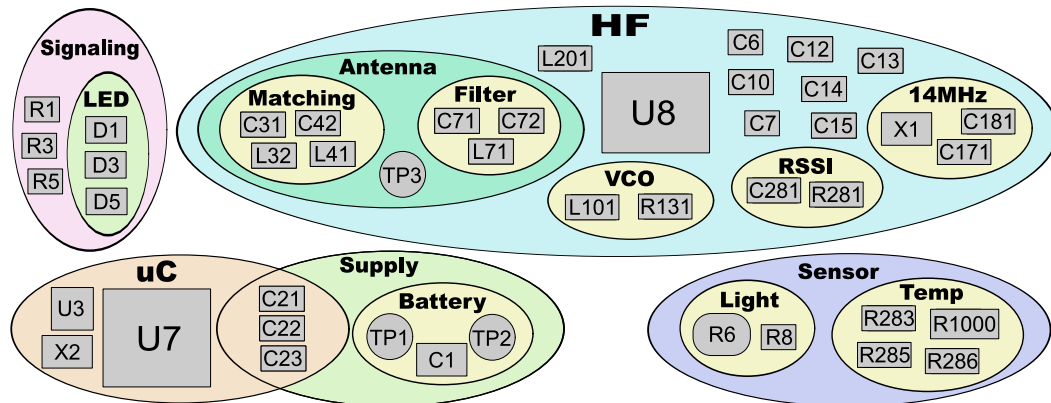 Signaling
LED
R1
D1
R3
D3
R5
D5
HF
Antenna
Matching
C31 C42
L32 L41
Filter
C71 C72
L71
TP3
L201
U8
C6 C12 C13
C10 C14
C7 C15
14MHz
X1 C181
C171
VCO
L101 R131
RSSI
C281 R281
uC
U3
X2
U7
C21
C22
C23
Supply
Battery
TP1 TP2
C1
Sensor
Light
R6 R8
Temp
R283 R1000
R285 R286